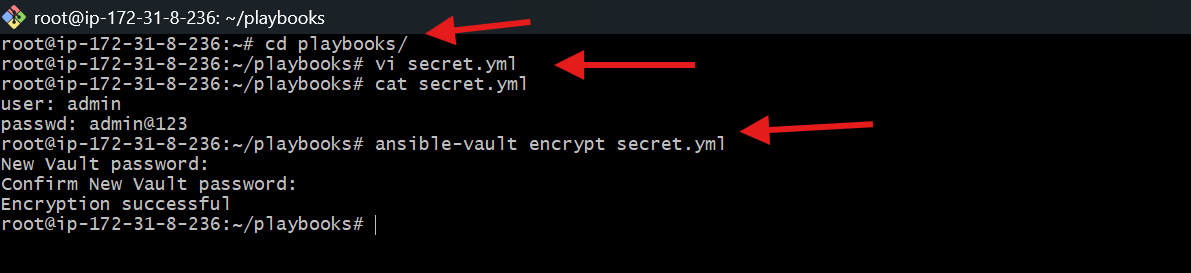 root@ip-172-31-8-236: ~/playbooks
root@ip-172-31-8-236:~# cd playbooks/
root@ip-172-31-8-236:~/playbooks# vi secret.yml
root@ip-172-31-8-236:~/playbooks# cat secret.yml
user: admin
passwd: admin@123
root@ip-172-31-8-236:~/playbooks# ansible-vault encrypt secret.yml
New Vault password:
Confirm New Vault password:
Encryption successful
root@ip-172-31-8-236:~/playbooks#